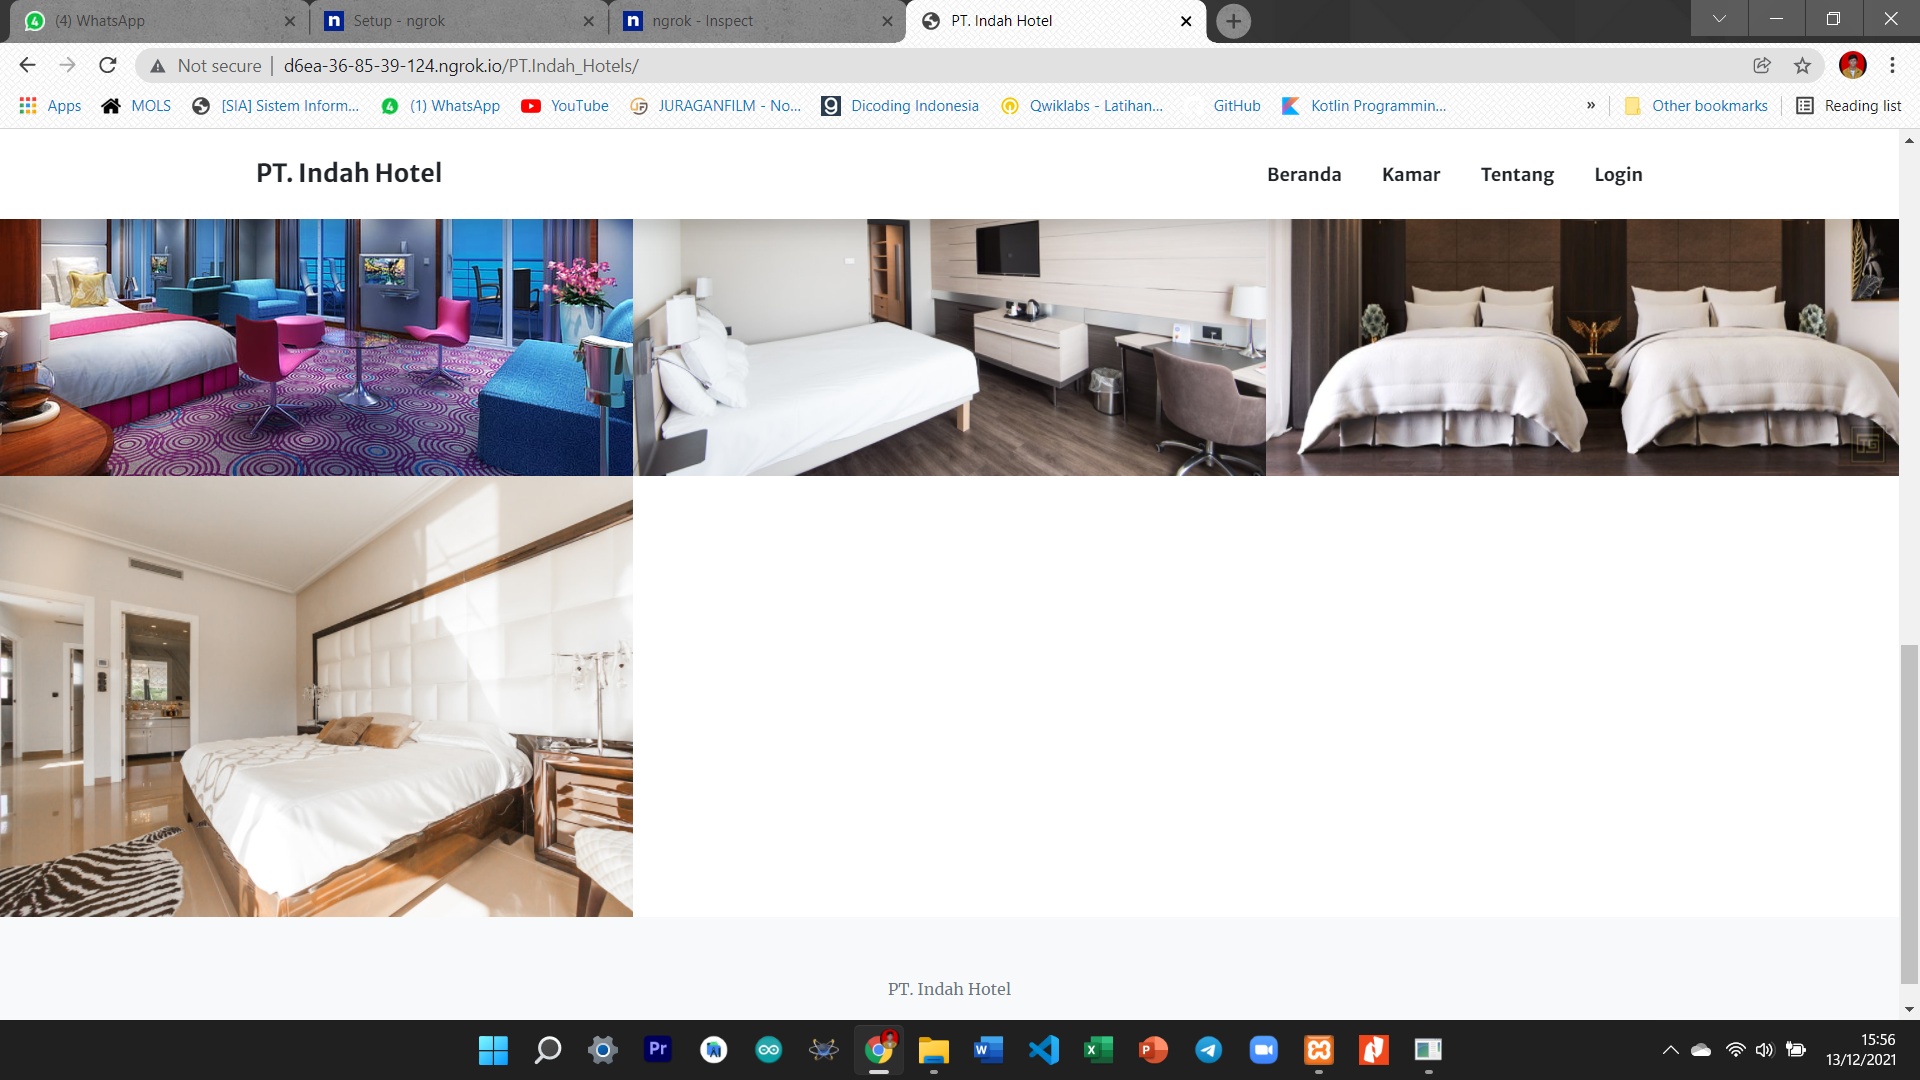 (4) WhatsApp
Setup - ngrok
ngrok - Inspect
PT. Indah Hotel
Not secure
d6ea-36-85-39-124.ngrok.io/PT.Indah_Hotels/
Apps
MOLS
[SIA] Sistem Inform...
(1) WhatsApp
YouTube
JURAGANFILM - No...
Dicoding Indonesia
Qwiklabs - Latihan...
GitHub
Kotlin Programmin...
»
Other bookmarks
Reading list
PT. Indah Hotel
Beranda
Kamar
Tentang
Login
TG
PT. Indah Hotel
15:56
13/12/2021